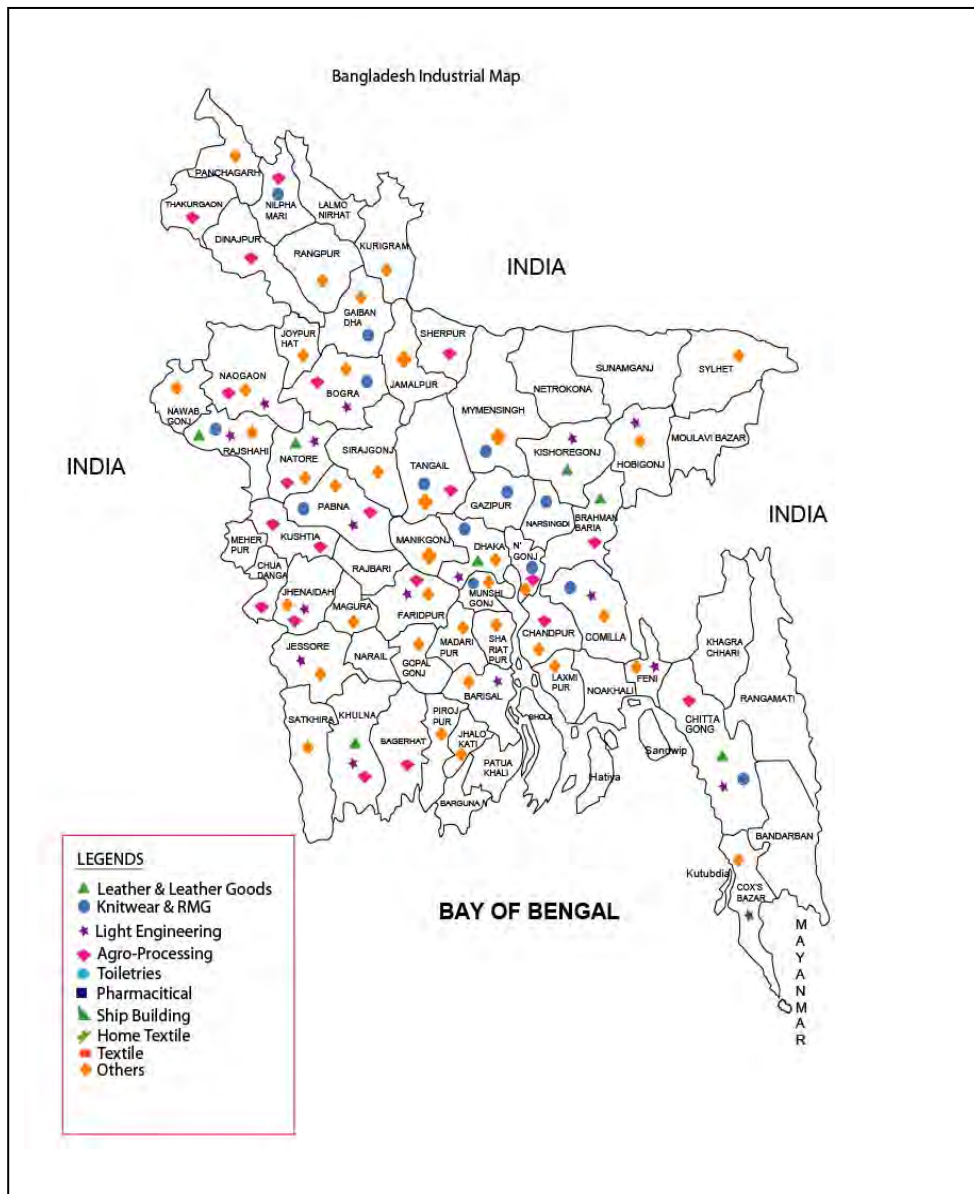 Bangladesh Industrial Map
PANCHAGARH
THAKURGAON
NILPHA
MARI
LALMO
NIRHAT
DINAJPUR
RANGPUR
KURIGRAM
INDIA
GAIBAN
DHA
JOYPUR
HAT
SHERPUR
NAOGAON
BOGRA
JAMALPUR
NETROKONA
SUNAMGANJ
SYLHET
NAWAB
GONJ
MYMENSINGH
RAJSHAHI
KISHOREGONJ
MOULAVI BAZAR
HOBIGONJ
INDIA
NATORE
SIRAJGONJ
TANGAIL
GAZIPUR
PABNA
NARSINGDI
BRAHMAN
BARIA
INDIA
KUSHTIA
MEHER
PUR
MANIKGONJ
DHAKA
N'
GONJ
CHUA
DANGA
RAJBARI
JHENAIDAH
MAGURA
FARIDPUR
MUNSHI
GONJ
CHANDPUR
COMILLA
JESSORE
NARAIL
GOPAL
GONJ
MADARI
PUR
SHA
RIAT
PUR
LAXMI
PUR
NOAKHALI
FENI
KHAGRA
CHHARI
RANGAMATI
SATKHIRA
KHULNA
BAGERHAT
BARISAL
PIROJ
PUR
JHALO
KATI
BHOLA
PATUA
KHALI
BARGUNA
Hatiya
Sandwip
CHITTA
GONG
BANDARBAN
Kutubdia
COX'S
BAZAR
BAY OF BENGAL
MAYANMAR
LEGENDS
Leather & Leather Goods
Knitwear & RMG
Light Engineering
Agro-Processing
Toiletries
Pharmacitical
Ship Building
Home Textile
Textile
Others